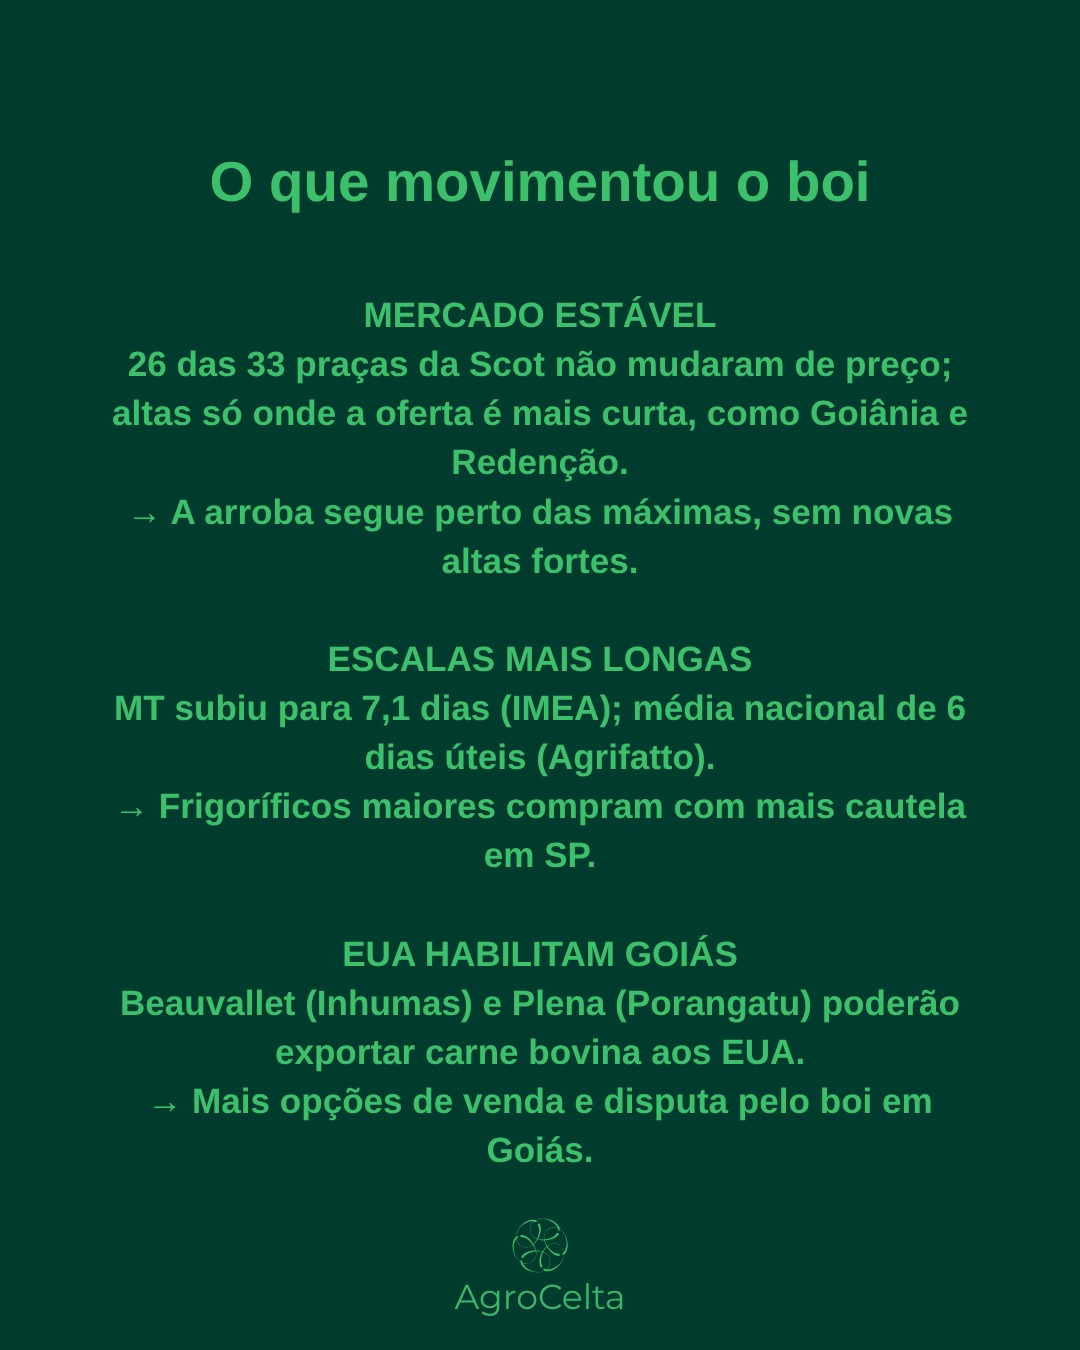 O que movimentou o boi
MERCADO ESTÁVEL
26 das 33 praças da Scot não mudaram de preço;
altas só onde a oferta é mais curta, como Goiânia e
Redenção.
→ A arroba segue perto das máximas, sem novas
altas fortes.
ESCALAS MAIS LONGAS
MT subiu para 7,1 dias (IMEA); média nacional de 6
dias úteis (Agrifatto).
→ Frigoríficos maiores compram com mais cautela
em SP.
EUA HABILITAM GOIÁS
Beauvallet (Inhumas) e Plena (Porangatu) poderão
exportar carne bovina aos EUA.
→ Mais opções de venda e disputa pelo boi em
Goiás.
AgroCelta